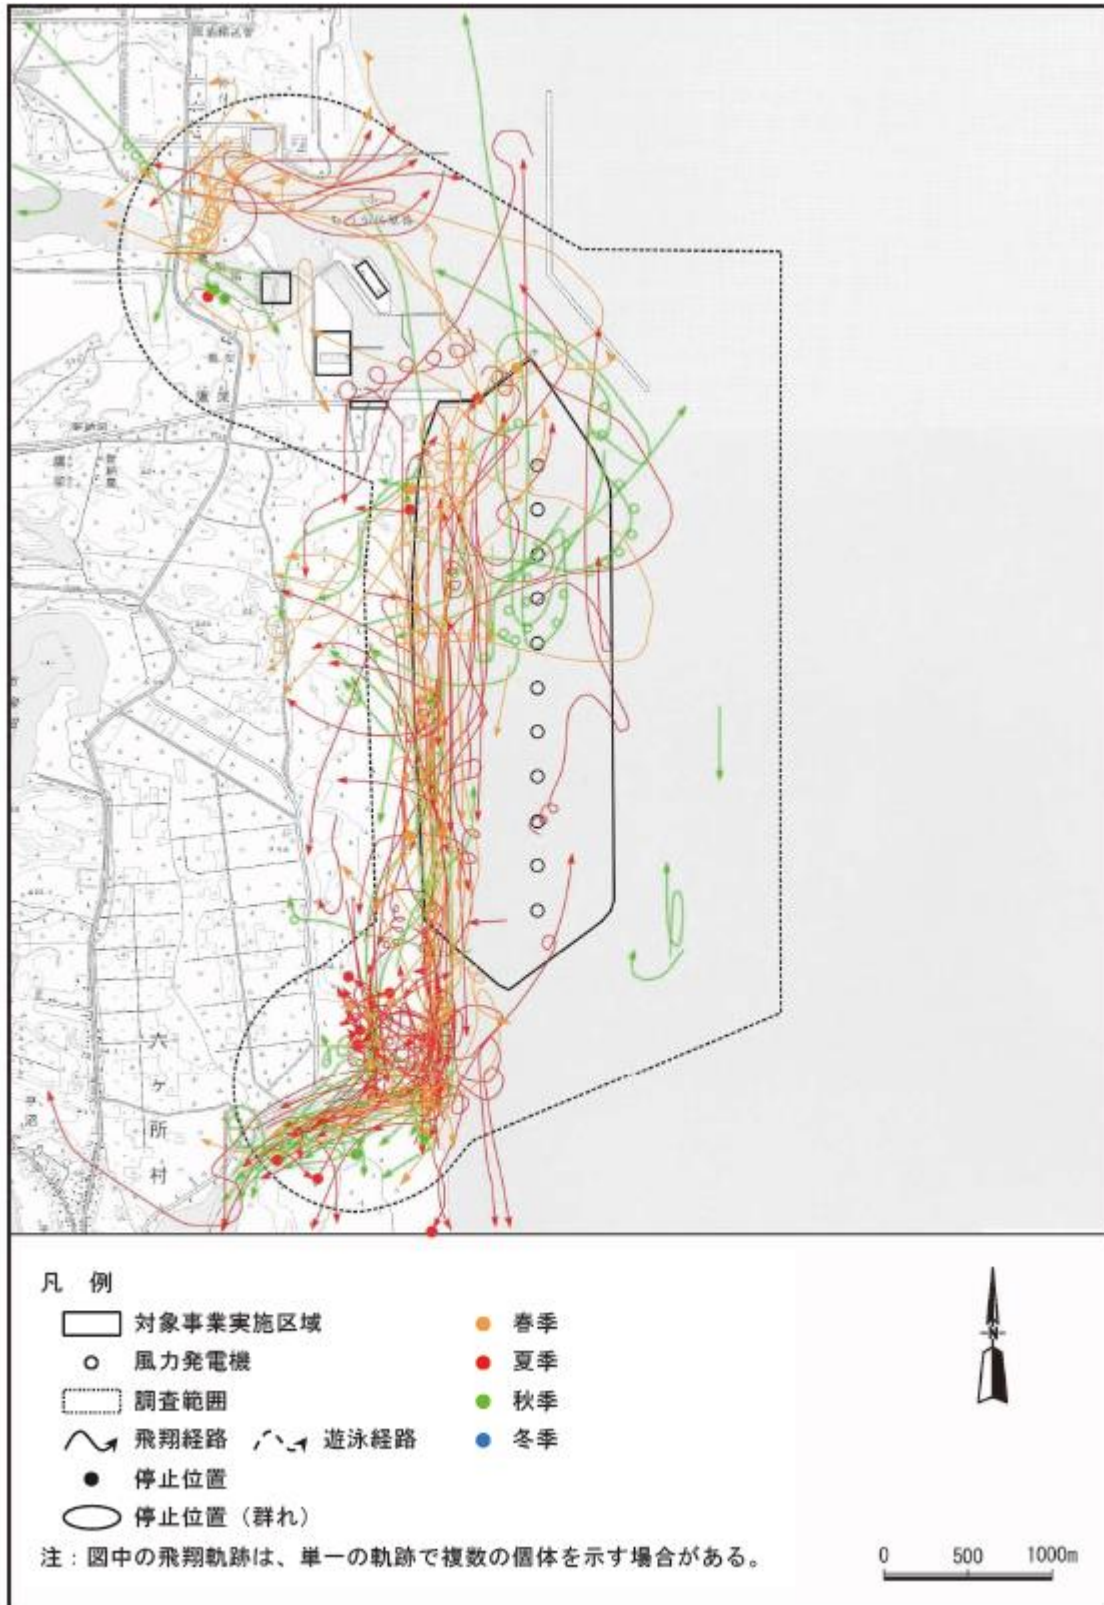 六
ヶ
所
村
凡 例
対象事業実施区域
風力発電機
調査範囲
飛翔経路 遊泳経路
停止位置
停止位置（群れ）
春季
夏季
秋季
冬季
N
注：図中の飛翔軌跡は、単一の軌跡で複数の個体を示す場合がある。
0 500 1000m